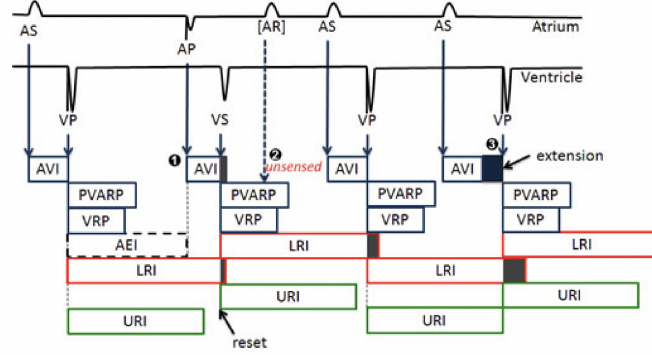 AS AP [AR] AS AS Atrium
Ventricle
VP VS VP VP
❶ AVI ❷ unsensed AVI AVI ❸ extension
AVI
PVARP PVARP PVARP PVARP
VRP VRP VRP VRP
AEI LRI LRI
LRI LRI
URI URI
URI URI
reset